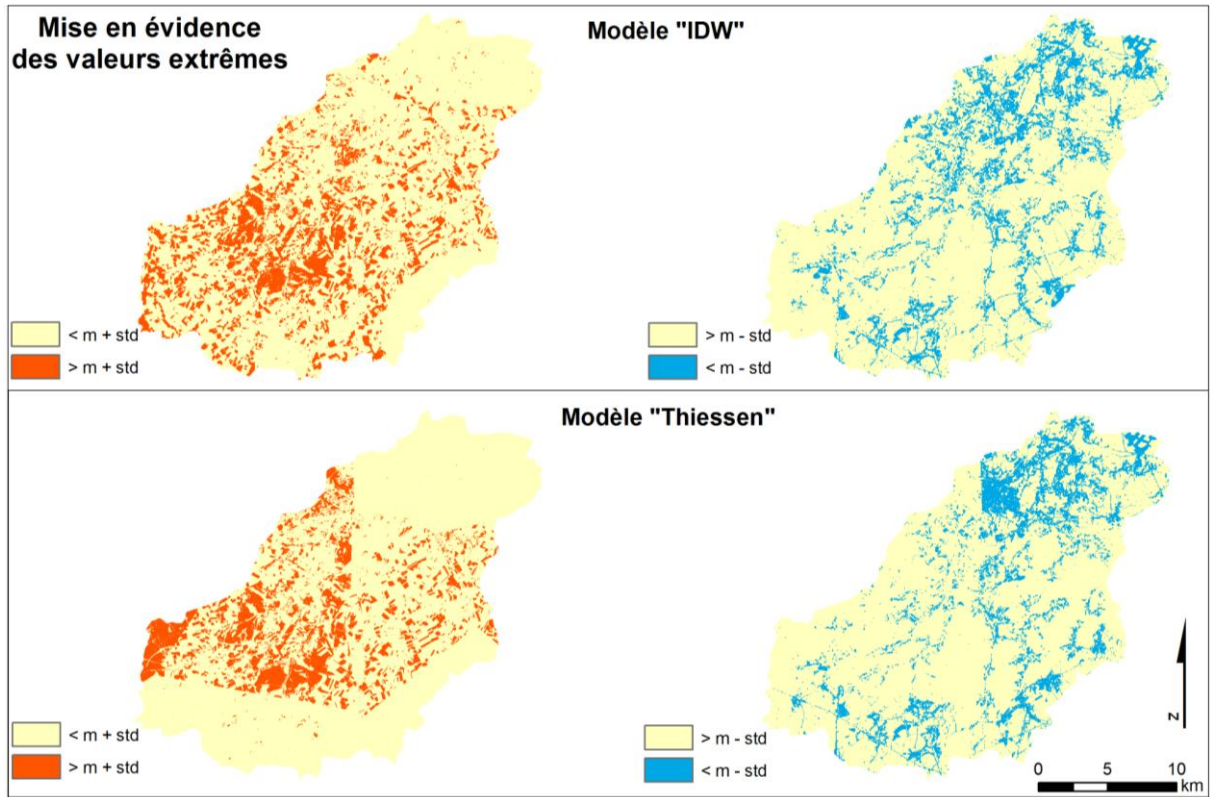 Mise en évidence
des valeurs extrêmes
Modèle "IDW"
< m + std
> m + std
> m - std
< m - std
Modèle "Thiessen"
< m + std
> m + std
> m - std
< m - std
N
0 5 10
km